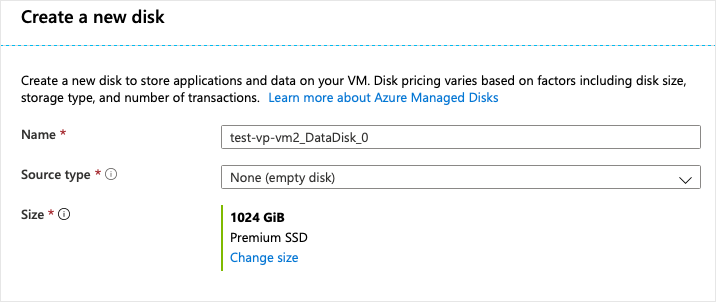 Create a new disk
Create a new disk to store applications and data on your VM. Disk pricing varies based on factors including disk size,
storage type, and number of transactions. Learn more about Azure Managed Disks
Name *
test-vp-vm2_DataDisk_0
Source type *
None (empty disk)
Size *
1024 GiB
Premium SSD
Change size